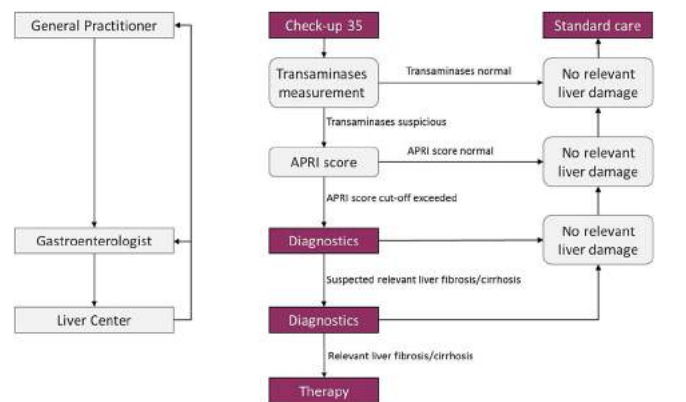 General Practitioner
Gastroenterologist
Liver Center
Check-up 35
Standard care
Transaminases
measurement
Transaminases normal
No relevant
liver damage
Transaminases suspicious
APRI score
APRI score normal
No relevant
liver damage
APRI score cut-off exceeded
Diagnostics
No relevant
liver damage
Suspected relevant liver fibrosis/cirrhosis
Diagnostics
Relevant liver fibrosis/cirrhosis
Therapy